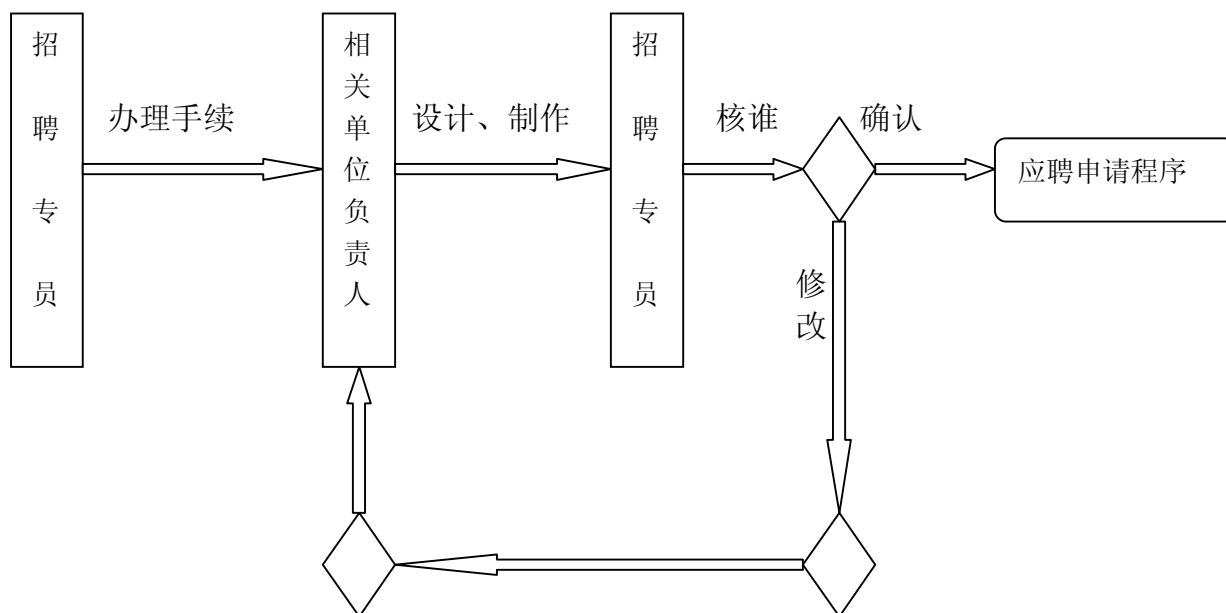 招聘专员
办理手续
相关单位负责人
设计、制作
招聘专员
核谁
确认
应聘申请程序
修改